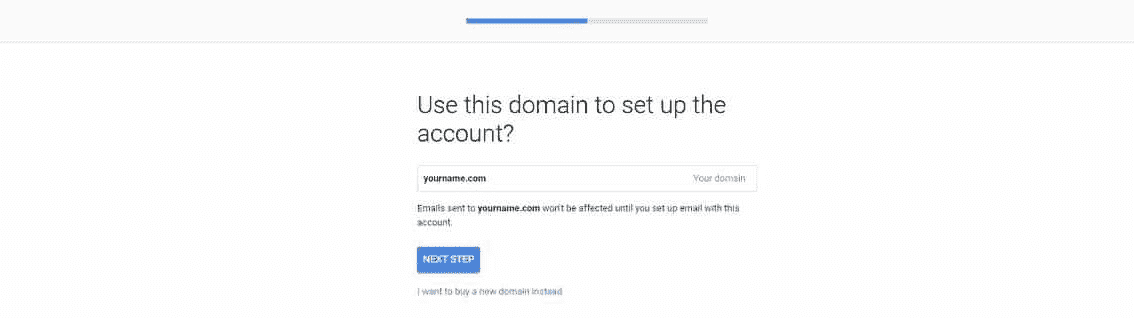 Use this domain to set up the
account?
yourname.com Your domain
Emails sent to yourname.com won't be affected until you set up email with this
account.
NEXT STEP
I want to buy a new domain instead